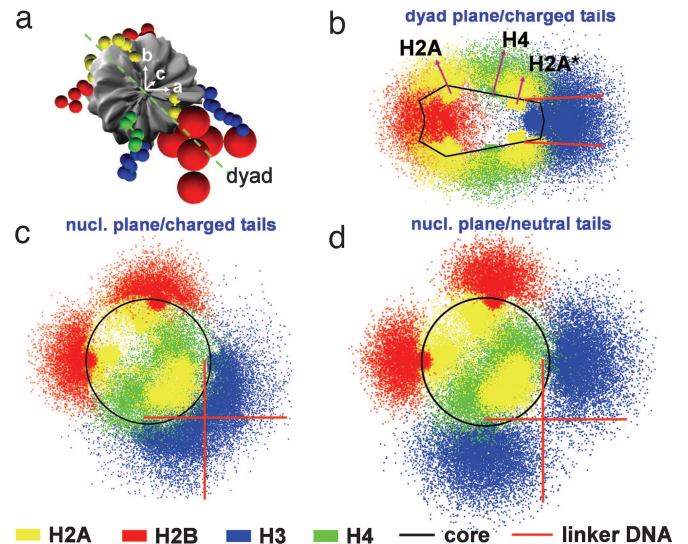 a
b
c
a
dyad
b
dyad plane/charged tails
H2A
H4
H2A*
c
nucl. plane/charged tails
d
nucl. plane/neutral tails
H2A
H2B
H3
H4
core
linker DNA